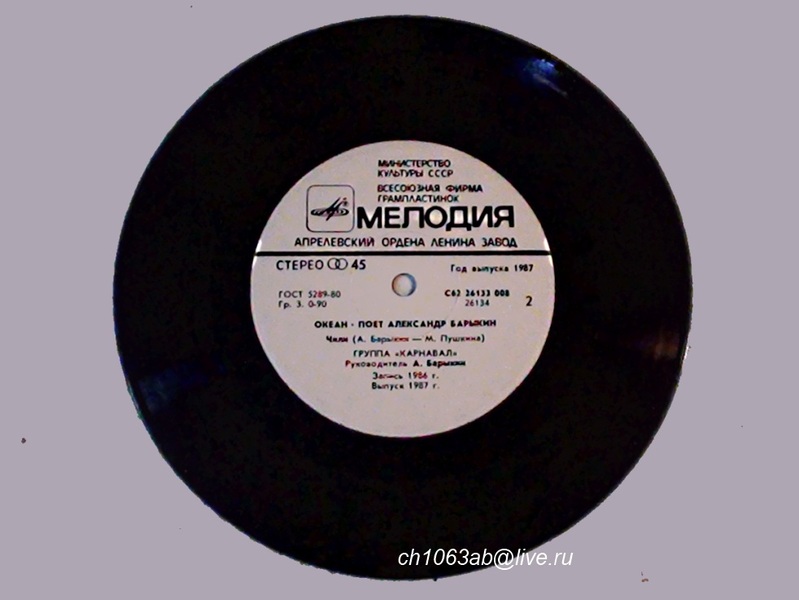 МИНИСТЕРСТВО
КУЛЬТУРЫ СССР
ВСЕСОЮЗНАЯ ФИРМА
ГРАМПЛАСТИНОК
МЕЛОДИЯ
АПРЕЛЕВСКИЙ ОРДЕНА ЛЕНИНА ЗАВОД
СТЕРЕО 45
Год выпуска 1987
ГОСТ 5289-80
Гр. 3. 0-90
С62 26133 008
26134
2
ОКЕАН · ПОЕТ АЛЕКСАНДР БАРЫКИН
Чили (А. Барыкин — М. Пушкина)
ГРУППА «КАРНАВАЛ»
Руководитель А. Барыкин
Запись 1986 г.
Выпуск 1987 г.
ch1063ab@live.ru